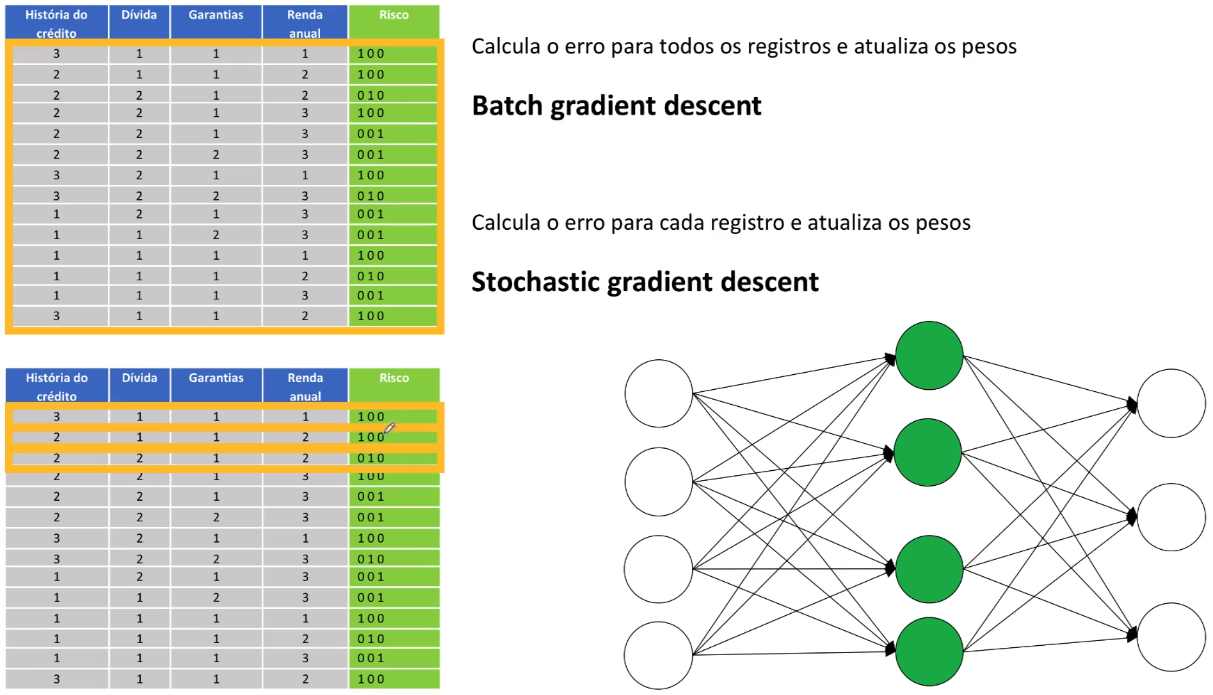 História do crédito Dívida Garantias Renda anual Risco
3 1 1 1 1 0 0
2 1 1 2 1 0 0
2 2 1 2 0 1 0
2 2 1 3 1 0 0
2 2 1 3 0 0 1
2 2 2 3 0 0 1
3 2 1 1 1 0 0
3 2 2 3 0 1 0
1 2 1 3 0 0 1
1 1 2 3 0 0 1
1 1 1 1 1 0 0
1 1 1 2 0 1 0
1 1 1 3 0 0 1
3 1 1 2 1 0 0
Calcula o erro para todos os registros e atualiza os pesos
Batch gradient descent
Calcula o erro para cada registro e atualiza os pesos
Stochastic gradient descent
História do crédito Dívida Garantias Renda anual Risco
3 1 1 1 1 0 0
2 1 1 2 1 0 0
2 2 1 2 0 1 0
2 2 1 3 1 0 0
2 2 1 3 0 0 1
2 2 2 3 0 0 1
3 2 1 1 1 0 0
3 2 2 3 0 1 0
1 2 1 3 0 0 1
1 1 2 3 0 0 1
1 1 1 1 1 0 0
1 1 1 2 0 1 0
1 1 1 3 0 0 1
3 1 1 2 1 0 0